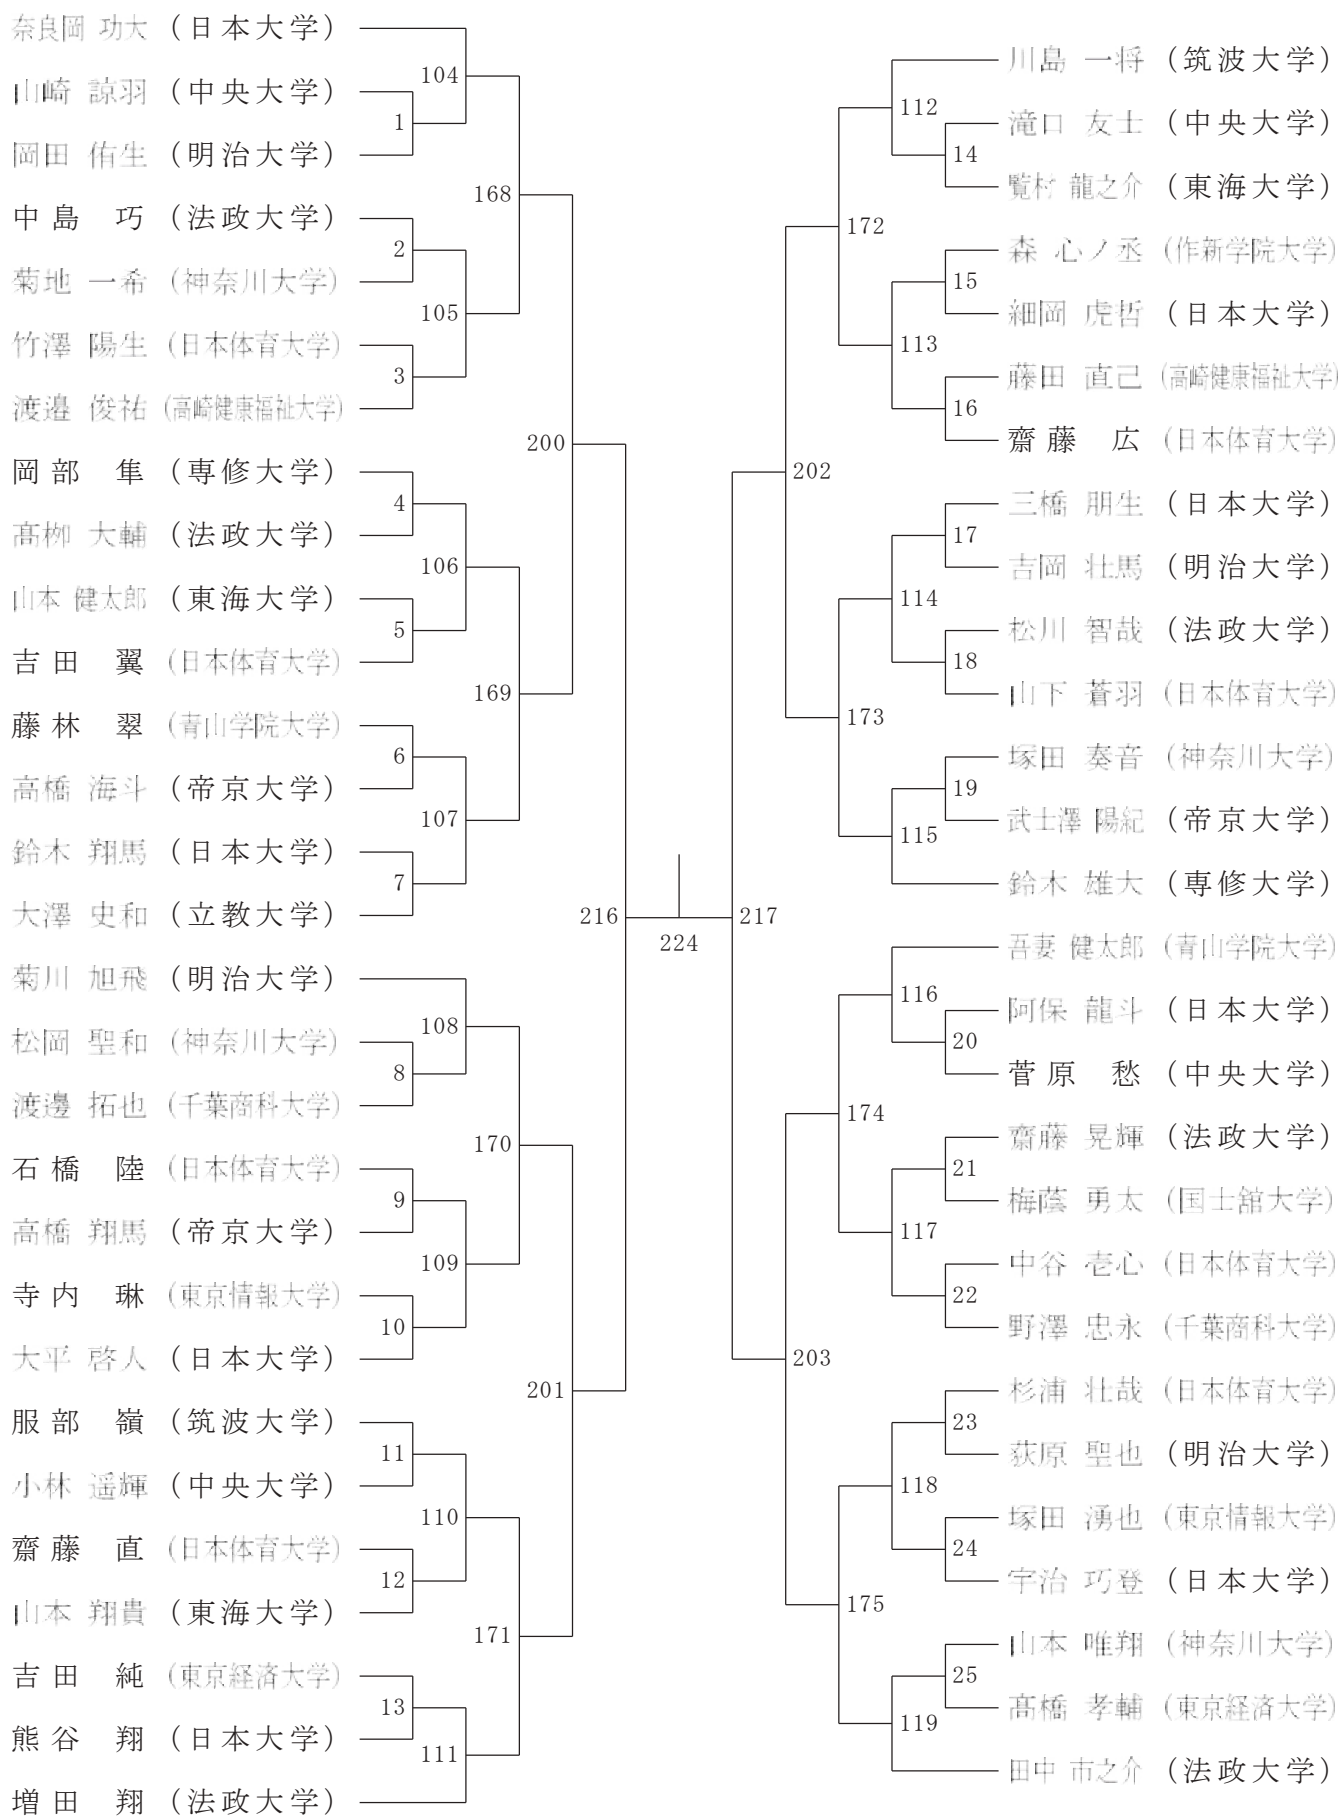 奈良岡 功大 (日本大学)
山崎 諒羽 (中央大学)
岡田 侑生 (明治大学)
中島 巧 (法政大学)
菊地 一希 (神奈川大学)
竹澤 陽生 (日本体育大学)
渡邉 俊祐 (高崎健康福祉大学)
岡部 隼 (専修大学)
髙栁 大輔 (法政大学)
山本 健太郎 (東海大学)
吉田 翼 (日本体育大学)
藤林 翠 (青山学院大学)
高橋 海斗 (帝京大学)
鈴木 翔馬 (日本大学)
大澤 史和 (立教大学)
菊川 旭飛 (明治大学)
松岡 聖和 (神奈川大学)
渡邊 拓也 (千葉商科大学)
石橋 陸 (日本体育大学)
高橋 翔馬 (帝京大学)
寺内 琳 (東京情報大学)
大平 啓人 (日本大学)
服部 嶺 (筑波大学)
小林 遥輝 (中央大学)
齋藤 直 (日本体育大学)
山本 翔貴 (東海大学)
吉田 純 (東京経済大学)
熊谷 翔 (日本大学)
増田 翔 (法政大学)
1
2
3
4
5
6
7
8
9
10
11
12
13
104
105
106
107
108
109
110
111
168
169
170
171
200
201
216
224
217
202
203
172
173
174
175
112
113
114
115
116
117
118
119
14
15
16
17
18
19
20
21
22
23
24
25
川島 一将 (筑波大学)
滝口 友士 (中央大学)
龍之介 (東海大学)
森 心ノ丞 (作新学院大学)
細岡 虎哲 (日本大学)
藤田 直己 (高崎健康福祉大学)
齋藤 広 (日本体育大学)
三橋 朋生 (日本大学)
吉岡 壮馬 (明治大学)
松川 智哉 (法政大学)
山下 蒼羽 (日本体育大学)
塚田 奏音 (神奈川大学)
武士澤 陽紀 (帝京大学)
鈴木 雄大 (専修大学)
吾妻 健太郎 (青山学院大学)
阿保 龍斗 (日本大学)
菅原 愁 (中央大学)
齋藤 晃輝 (法政大学)
梅蔭 勇太 (国士舘大学)
中谷 壱心 (日本体育大学)
野澤 忠永 (千葉商科大学)
杉浦 壮哉 (日本体育大学)
荻原 聖也 (明治大学)
塚田 湧也 (東京情報大学)
宇治 巧登 (日本大学)
山本 唯翔 (神奈川大学)
髙橋 孝輔 (東京経済大学)
田中 市之介 (法政大学)